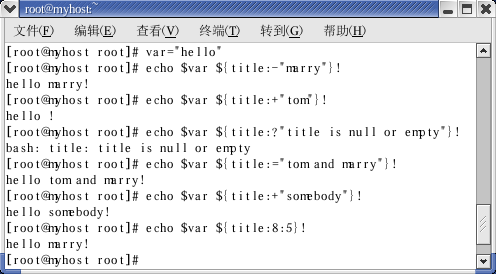 root@myhost:~
文件(F) 编辑(E) 查看(V) 终端(T) 转到(G) 帮助(H)
[root@myhost root]# var="hello"
[root@myhost root]# echo $var ${title:-"marry"}!
hello marry!
[root@myhost root]# echo $var ${title:+"tom"}!
hello !
[root@myhost root]# echo $var ${title:?"title is null or empty"}!
bash: title: title is null or empty
[root@myhost root]# echo $var ${title:="tom and marry"}!
hello tom and marry!
[root@myhost root]# echo $var ${title:+"somebody"}!
hello somebody!
[root@myhost root]# echo $var ${title:8:5}!
hello marry!
[root@myhost root]#